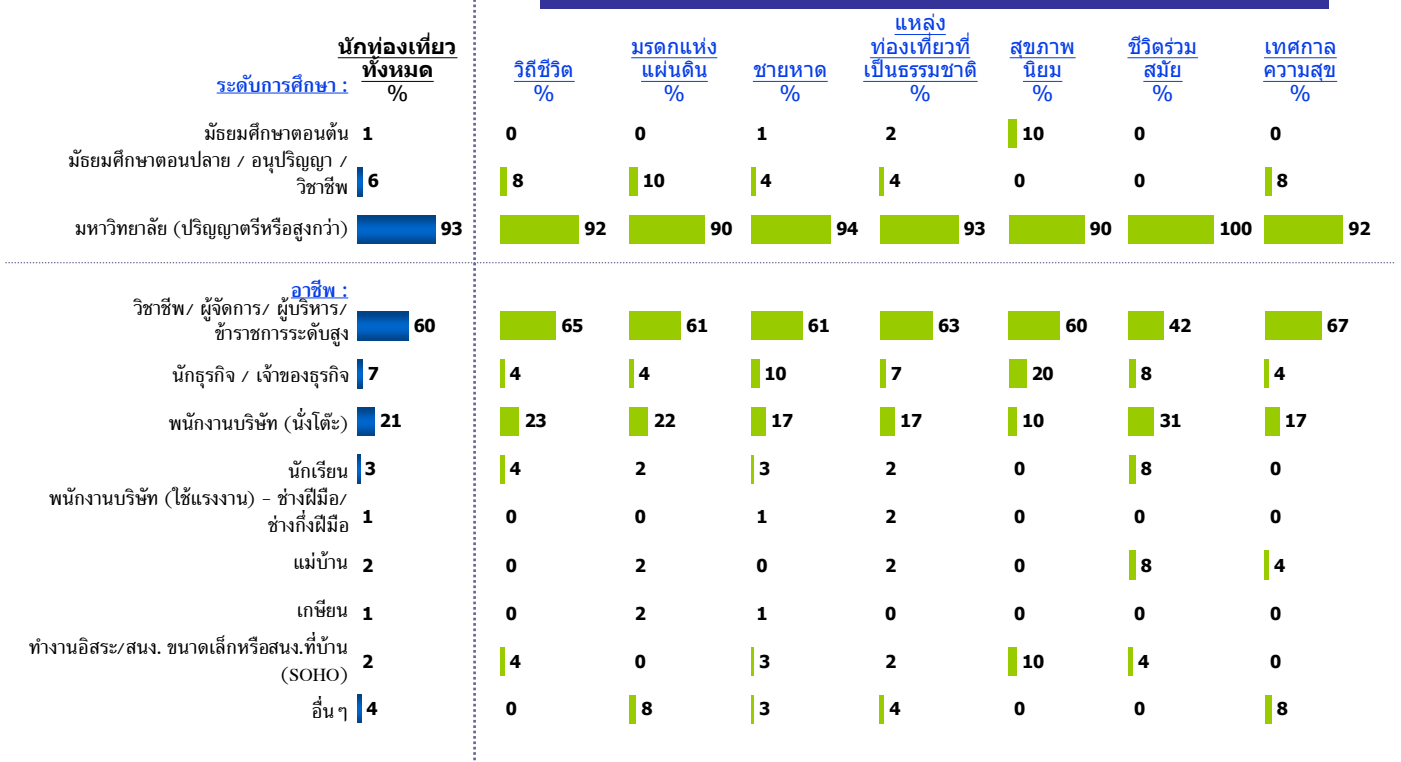 นักท่องเที่ยว
ทั้งหมด
%
วิถีชีวิต
%
มรดกแห่ง
แผ่นดิน
%
ชายหาด
%
แหล่ง
ท่องเที่ยวที่
เป็นธรรมชาติ
%
สุขภาพ
นิยม
%
ชีวิตร่วม
สมัย
%
เทศกาล
ความสุข
%
ระดับการศึกษา :
มัธยมศึกษาตอนต้น 1 0 0 1 2 10 0 0
มัธยมศึกษาตอนปลาย / อนุปริญญา /
วิชาชีพ 6 8 10 4 4 0 0 8
มหาวิทยาลัย (ปริญญาตรีหรือสูงกว่า) 93 92 90 94 93 90 100 92
อาชีพ :
วิชาชีพ/ ผู้จัดการ/ ผู้บริหาร/
ข้าราชการระดับสูง 60 65 61 61 63 60 42 67
นักธุรกิจ / เจ้าของธุรกิจ 7 4 4 10 7 20 8 4
พนักงานบริษัท (นั่งโต๊ะ) 21 23 22 17 17 10 31 17
นักเรียน 3 4 2 3 2 0 8 0
พนักงานบริษัท (ใช้แรงงาน) – ช่างฝีมือ/
ช่างกึ่งฝีมือ 1 0 0 1 2 0 0 0
แม่บ้าน 2 0 2 0 2 0 8 4
เกษียน 1 0 2 1 0 0 0 0
ทำงานอิสระ/สนง. ขนาดเล็กหรือสนง.ที่บ้าน
(SOHO) 2 4 0 3 2 10 4 0
อื่น ๆ 4 0 8 3 4 0 0 8